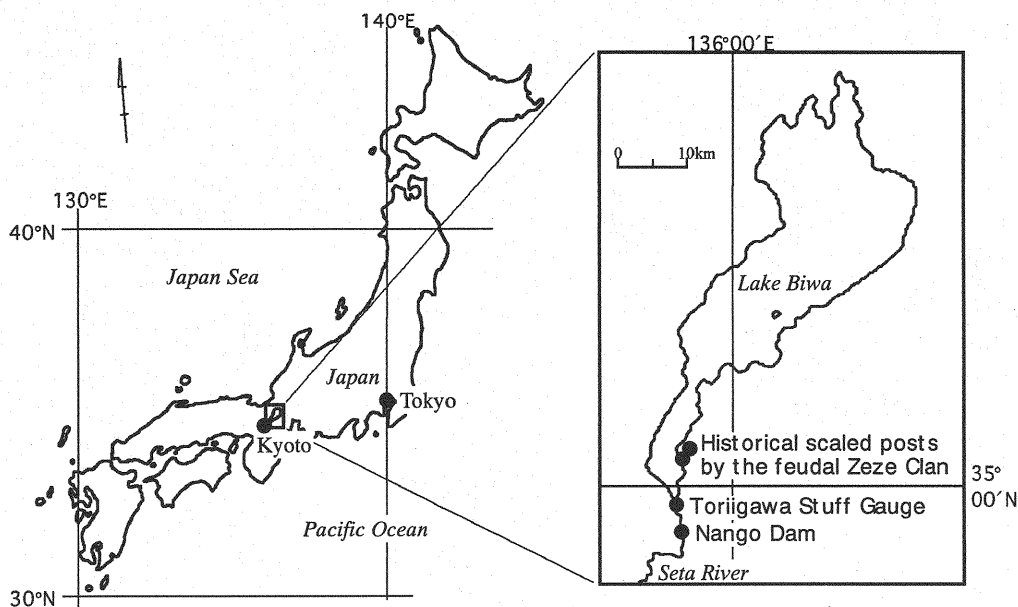 140°E
130°E
40°N
Japan Sea
Japan
Tokyo
Kyoto
Pacific Ocean
30°N
136°00′E
0 10km
Lake Biwa
Historical scaled posts
by the feudal Zeze Clan
35°
00′N
Toriigawa Stuff Gauge
Nango Dam
Seta River